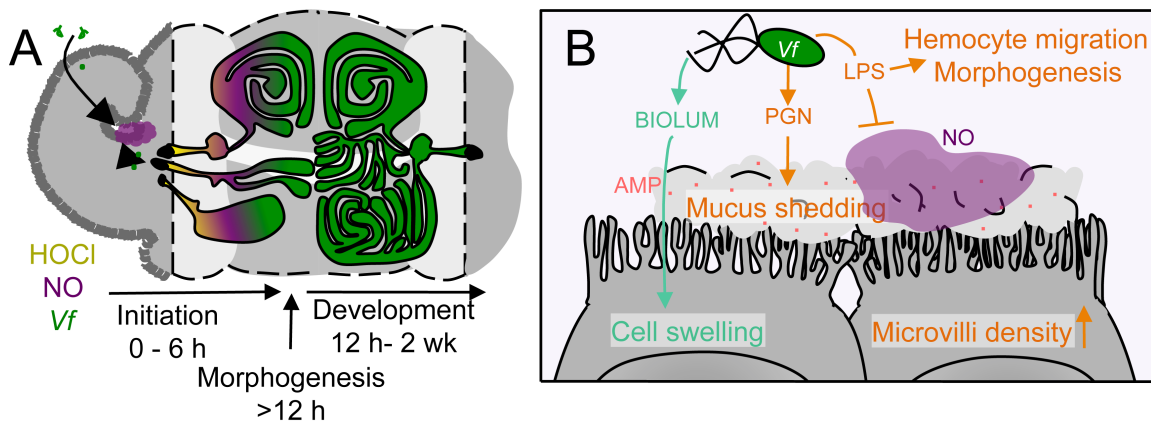 A
HOCl
NO
Vf
Initiation
0 - 6 h
Development
12 h- 2 wk
Morphogenesis
>12 h
B
Vf
LPS
Hemocyte migration
Morphogenesis
BIOLUM
PGN
NO
AMP
Mucus shedding
Cell swelling
Microvilli density